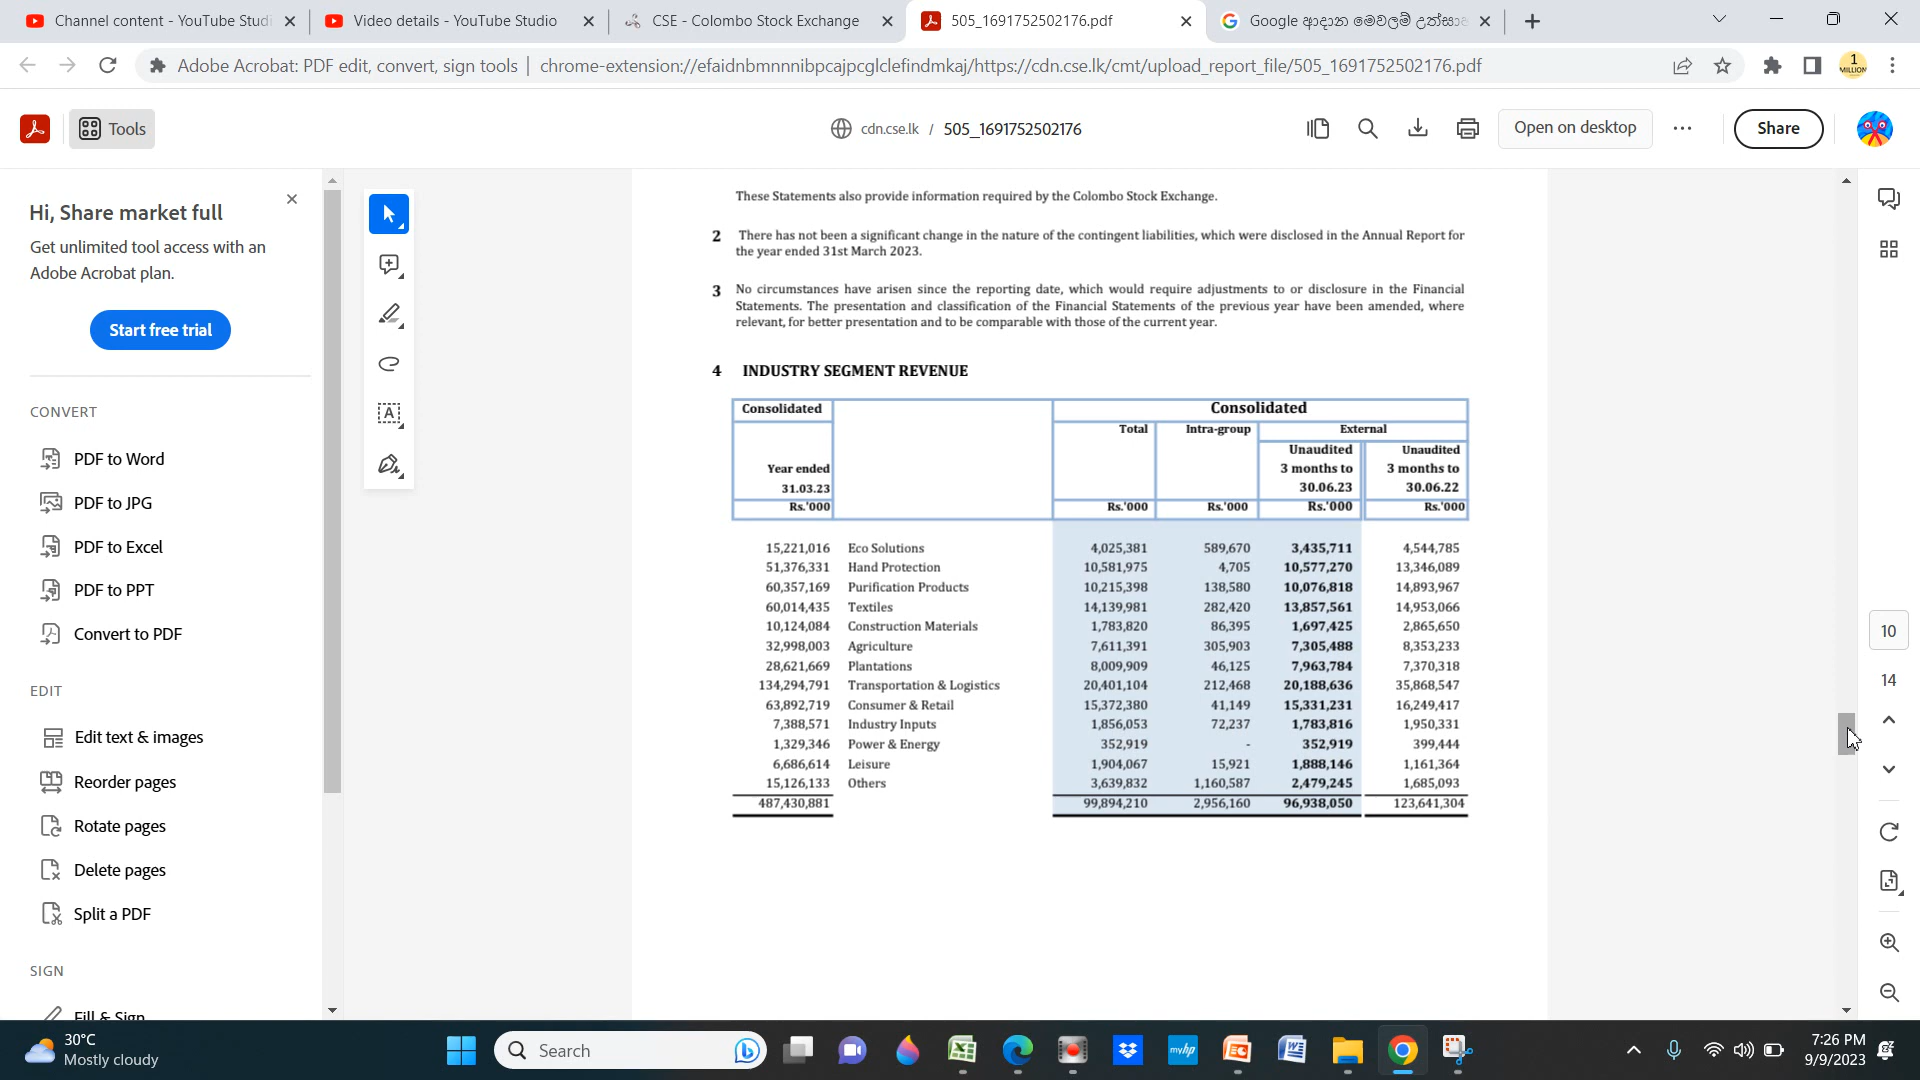 Channel content - YouTube Studi
Video details - YouTube Studio
CSE - Colombo Stock Exchange
505_1691752502176.pdf
Google ආදාන මෙවලම්
Adobe Acrobat: PDF edit, convert, sign tools | chrome-extension://efaidnbmnnnibpcajpcglclefindmkaj/https://cdn.cse.lk/cmt/upload_report_file/505_1691752502176.pdf
1 MILLION
Tools
cdn.cse.lk / 505_1691752502176
Open on desktop
Share
Hi, Share market full
Get unlimited tool access with an
Adobe Acrobat plan.
Start free trial
CONVERT
PDF to Word
PDF to JPG
PDF to Excel
PDF to PPT
Convert to PDF
EDIT
Edit text & images
Reorder pages
Rotate pages
Delete pages
Split a PDF
SIGN
Fill & Sign
These Statements also provide information required by the Colombo Stock Exchange.
2 There has not been a significant change in the nature of the contingent liabilities, which were disclosed in the Annual Report for
the year ended 31st March 2023.
3 No circumstances have arisen since the reporting date, which would require adjustments to or disclosure in the Financial
Statements. The presentation and classification of the Financial Statements of the previous year have been amended, where
relevant, for better presentation and to be comparable with those of the current year.
4 INDUSTRY SEGMENT REVENUE
Consolidated Consolidated
Total Intra-group External
Unaudited Unaudited
Year ended 3 months to 3 months to
31.03.23 30.06.23 30.06.22
Rs.'000 Rs.'000 Rs.'000 Rs.'000 Rs.'000
15,221,016 Eco Solutions 4,025,381 589,670 3,435,711 4,544,785
51,376,331 Hand Protection 10,581,975 4,705 10,577,270 13,346,089
60,357,169 Purification Products 10,215,398 138,580 10,076,818 14,893,967
60,014,435 Textiles 14,139,981 282,420 13,857,561 14,953,066
10,124,084 Construction Materials 1,783,820 86,395 1,697,425 2,865,650
32,998,003 Agriculture 7,611,391 305,903 7,305,488 8,353,233
28,621,669 Plantations 8,009,909 46,125 7,963,784 7,370,318
134,294,791 Transportation & Logistics 20,401,104 212,468 20,188,636 35,868,547
63,892,719 Consumer & Retail 15,372,380 41,149 15,331,231 16,249,417
7,388,571 Industry Inputs 1,856,053 72,237 1,783,816 1,950,331
1,329,346 Power & Energy 352,919 - 352,919 399,444
6,686,614 Leisure 1,904,067 15,921 1,888,146 1,161,364
15,126,133 Others 3,639,832 1,160,587 2,479,245 1,685,093
487,430,881 99,894,210 2,956,160 96,938,050 123,641,304
10
14
30°C
Mostly cloudy
Search
myhp
7:26 PM
9/9/2023